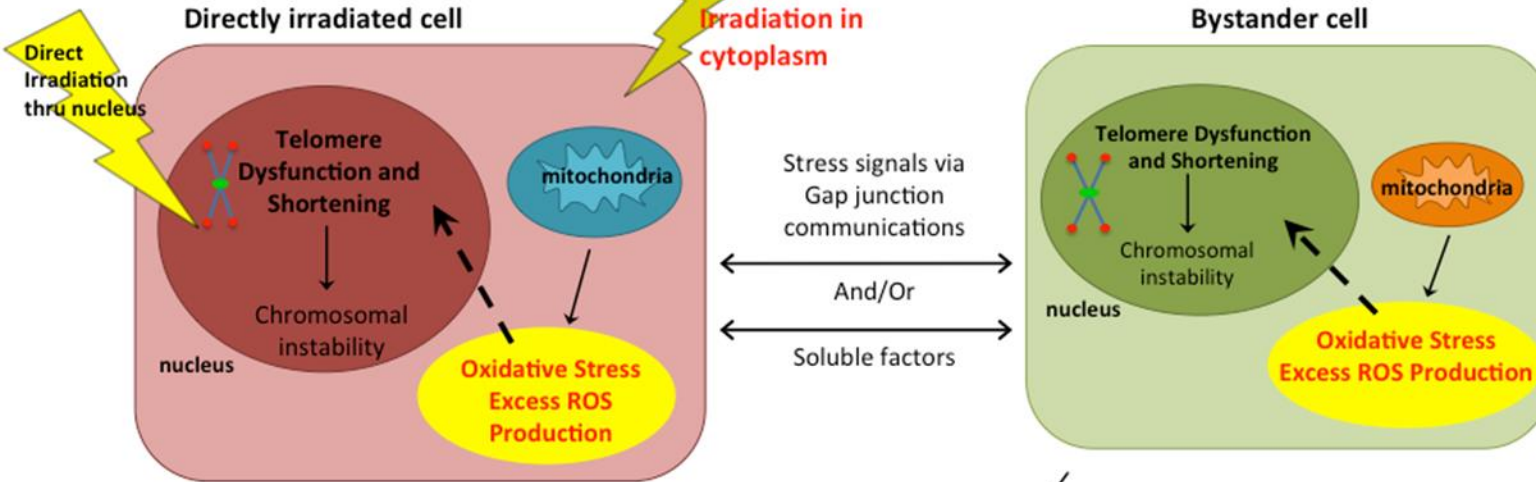 Directly irradiated cell
Irradiation in
cytoplasm
Bystander cell
Direct
Irradiation
thru nucleus
Telomere
Dysfunction and
Shortening
Chromosomal
instability
nucleus
mitochondria
Oxidative Stress
Excess ROS
Production
Stress signals via
Gap junction
communications
And/Or
Soluble factors
Telomere Dysfunction
and Shortening
Chromosomal
instability
nucleus
mitochondria
Oxidative Stress
Excess ROS Production